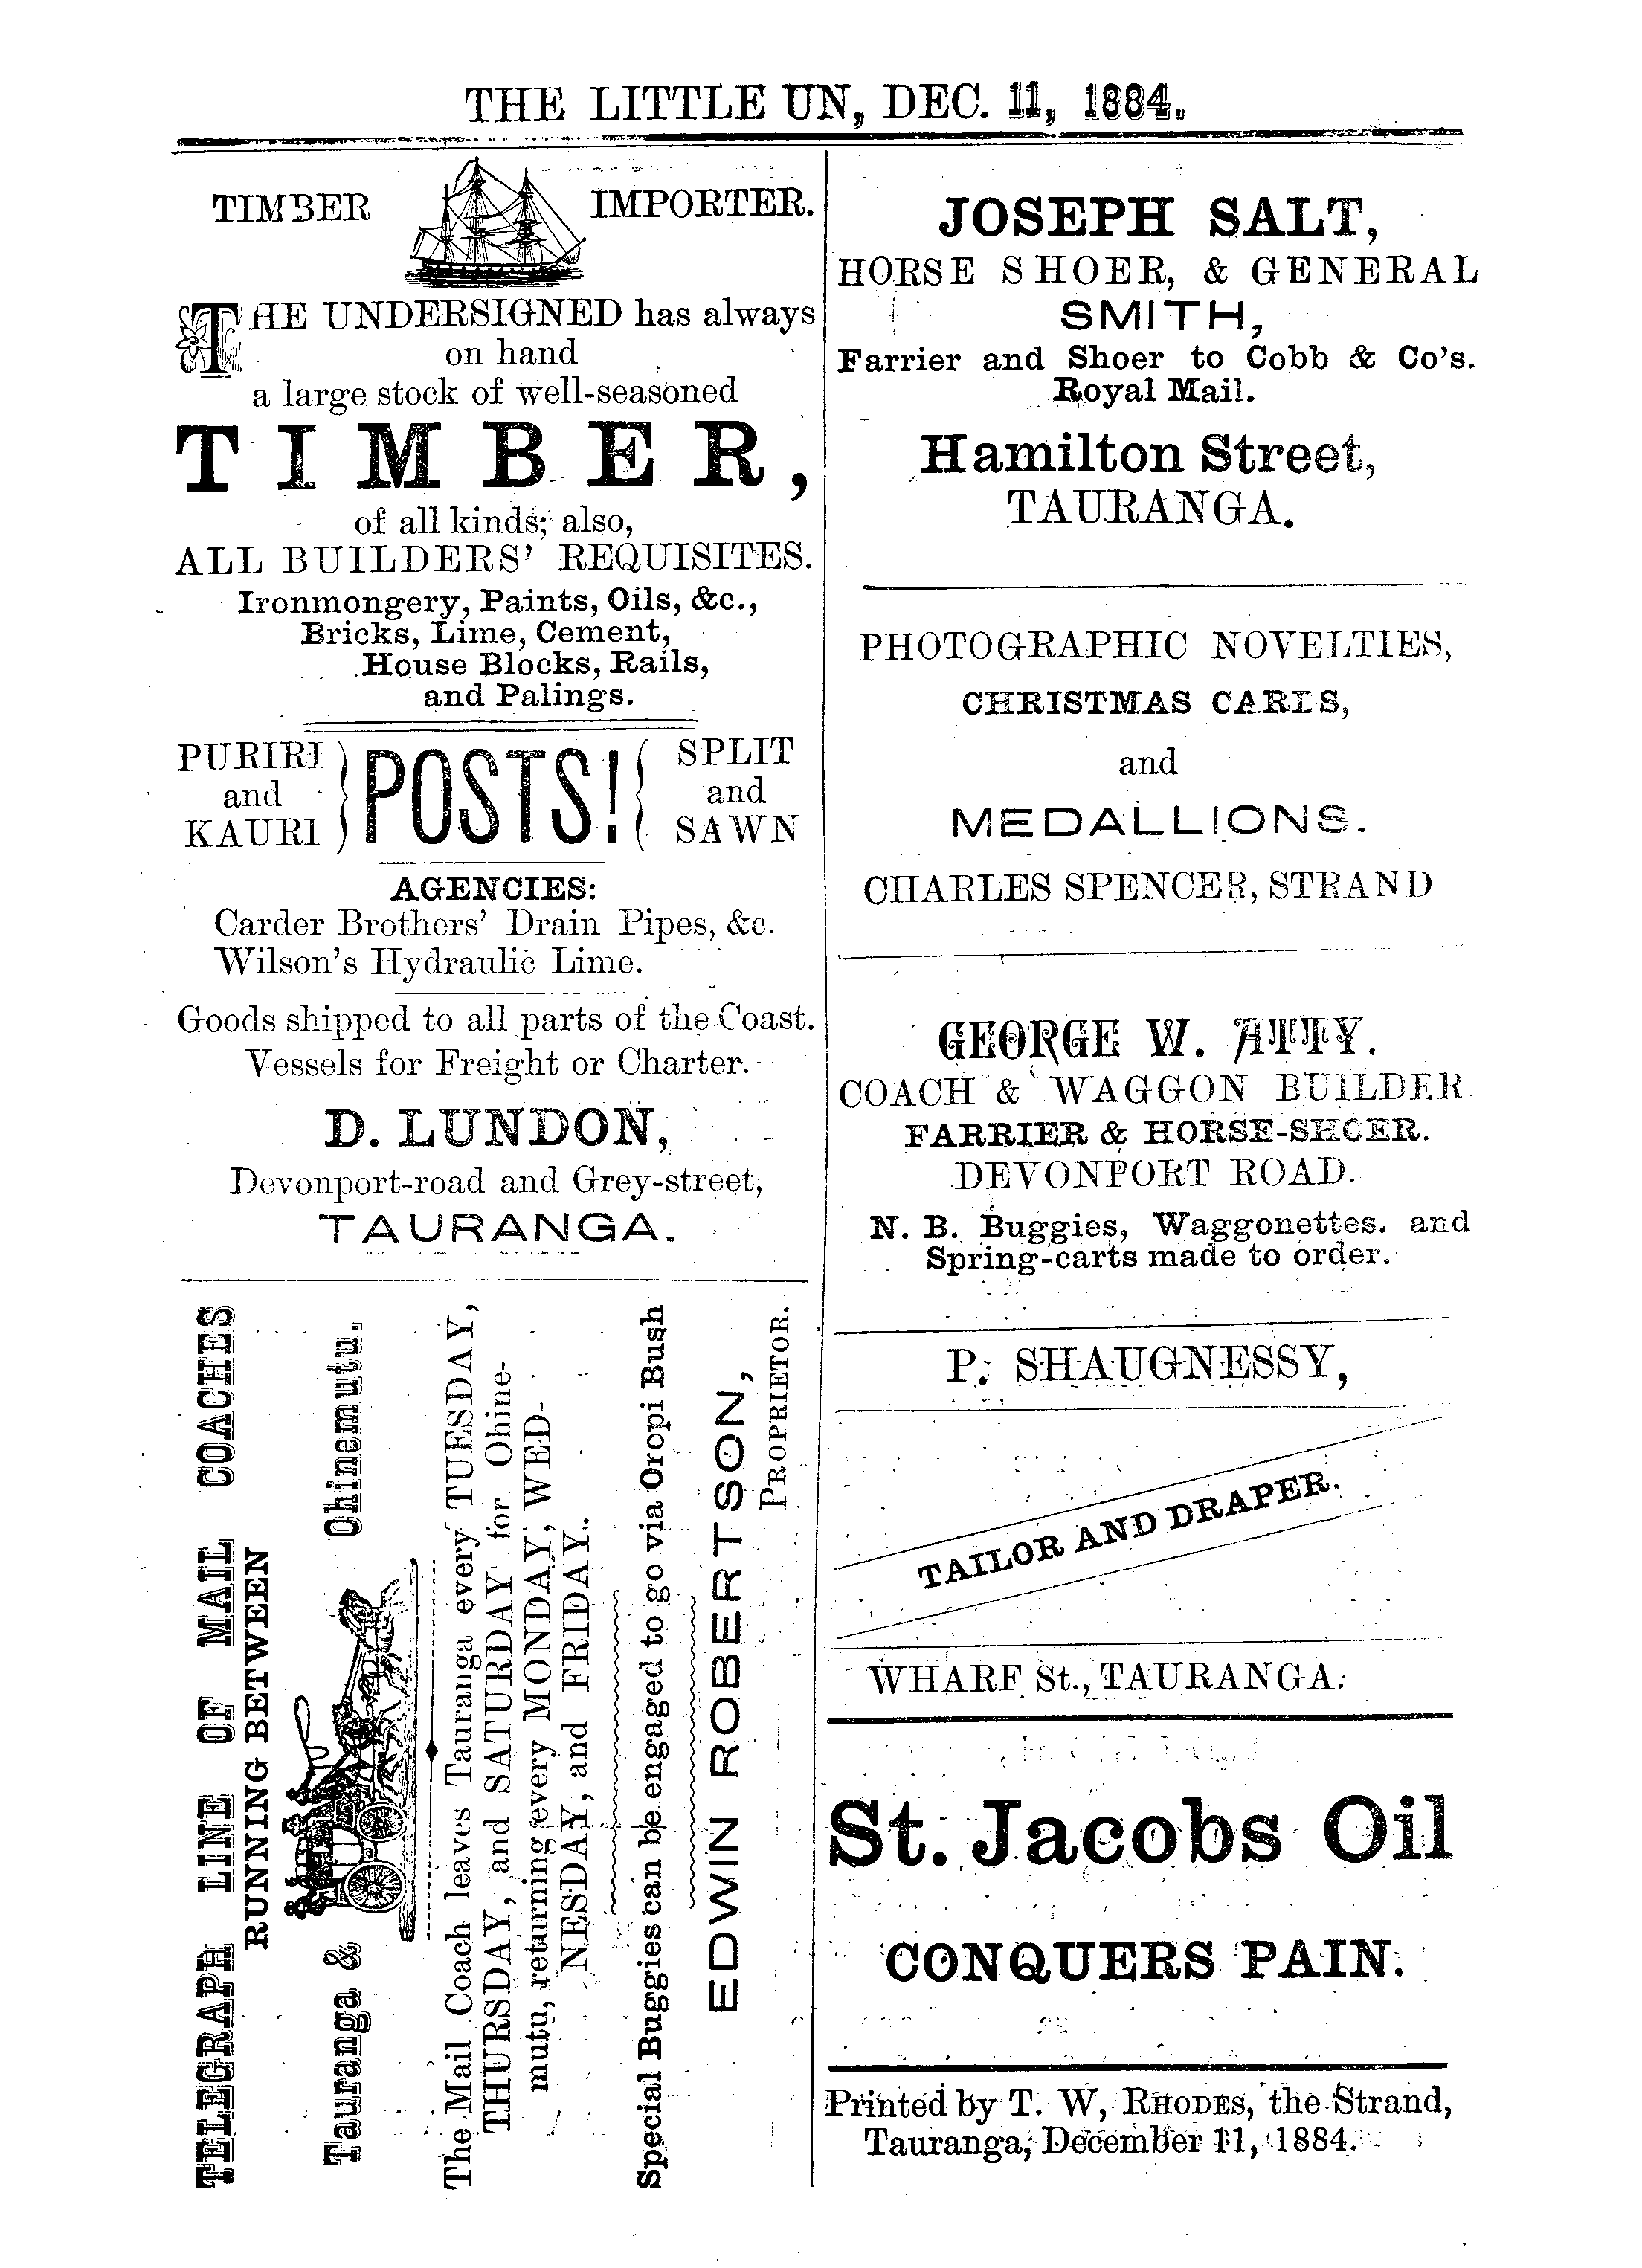 THE LITTLE UN, DEC. 11, 1884.
TIMBER IMPORTER.
THE UNDERSIGNED has always
on hand
a large stock of well-seasoned
TIMBER,
of all kinds; also,
ALL BUILDERS' REQUISITES.
Ironmongery, Paints, Oils, &c.,
Bricks, Lime, Cement,
House Blocks, Rails,
and Palings.
PURIRI
and
KAURI
POSTS!
SPLIT
and
SAWN
AGENCIES:
Carder Brothers' Drain Pipes, &c.
Wilson's Hydraulic Lime.
Goods shipped to all parts of the Coast.
Vessels for Freight or Charter.
D. LUNDON,
Devonport-road and Grey-street,
TAURANGA.
TELEGRAPH LINE OF MAIL COACHES
RUNNING BETWEEN
Tauranga & Ohinemutu.
The Mail Coach leaves Tauranga every TUESDAY,
THURSDAY, and SATURDAY for Ohine-
mutu, returning every MONDAY, WED-
NESDAY, and FRIDAY.
Special Buggies can be engaged to go via Oropi Bush
EDWIN ROBERTSON,
PROPRIETOR.
JOSEPH SALT,
HORSE SHOER, & GENERAL
SMITH,
Farrier and Shoer to Cobb & Co's.
Royal Mail.
Hamilton Street,
TAURANGA.
PHOTOGRAPHIC NOVELTIES,
CHRISTMAS CARDS,
and
MEDALLIONS.
CHARLES SPENCER, STRAND
GEORGE W. ATTY.
COACH & WAGGON BUILDER.
FARRIER & HORSE-SHOER.
DEVONPORT ROAD.
N. B. Buggies, Waggonettes. and
Spring-carts made to order.
P. SHAUGNESSY,
TAILOR AND DRAPER.
WHARF St., TAURANGA.
St. Jacobs Oil
CONQUERS PAIN.
Printed by T. W, RHODES, the Strand,
Tauranga, December 11, 1884.